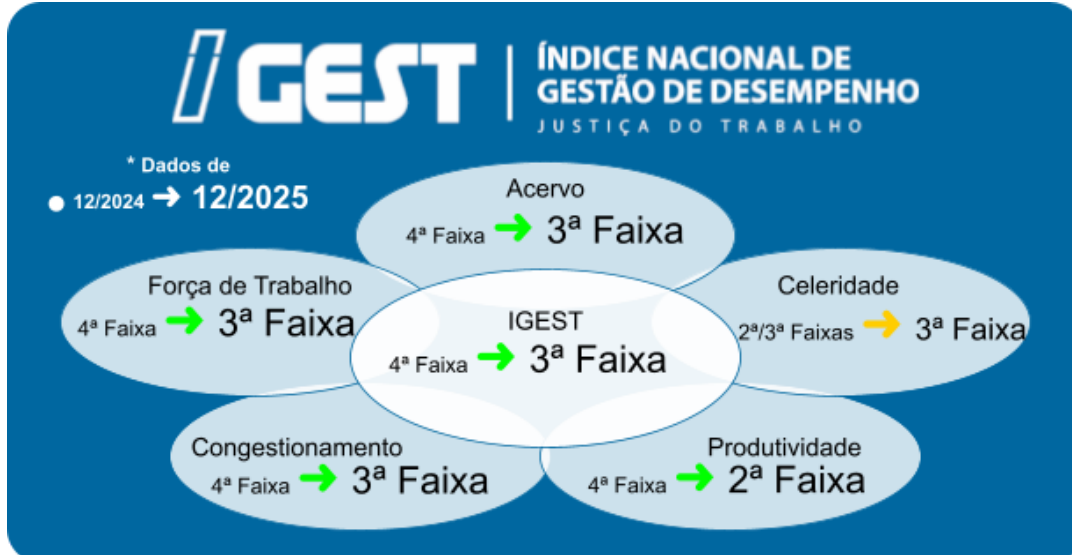 IGEST
ÍNDICE NACIONAL DE
GESTÃO DE DESEMPENHO
JUSTIÇA DO TRABALHO
* Dados de
12/2024 ➔ 12/2025
Acervo
4ª Faixa ➔ 3ª Faixa
Força de Trabalho
4ª Faixa ➔ 3ª Faixa
IGEST
4ª Faixa ➔ 3ª Faixa
Celeridade
2ª/3ª Faixas ➔ 3ª Faixa
Congestionamento
4ª Faixa ➔ 3ª Faixa
Produtividade
4ª Faixa ➔ 2ª Faixa